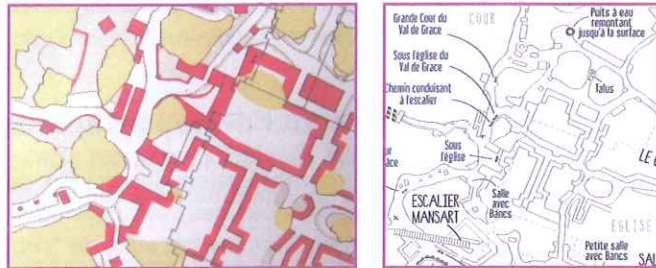 COUR
Puits à eau
remontant
jusqu'à la surface
Grande Cour du
Val de Grace
Sous l'église du
Val de Grace
Talus
Chemin conduisant
à l'escalier
Sous
l'église
LE
Salle
avec
Bancs
ESCALIER
MANSART
EGLISE
Petite salle
avec Bancs
SAL